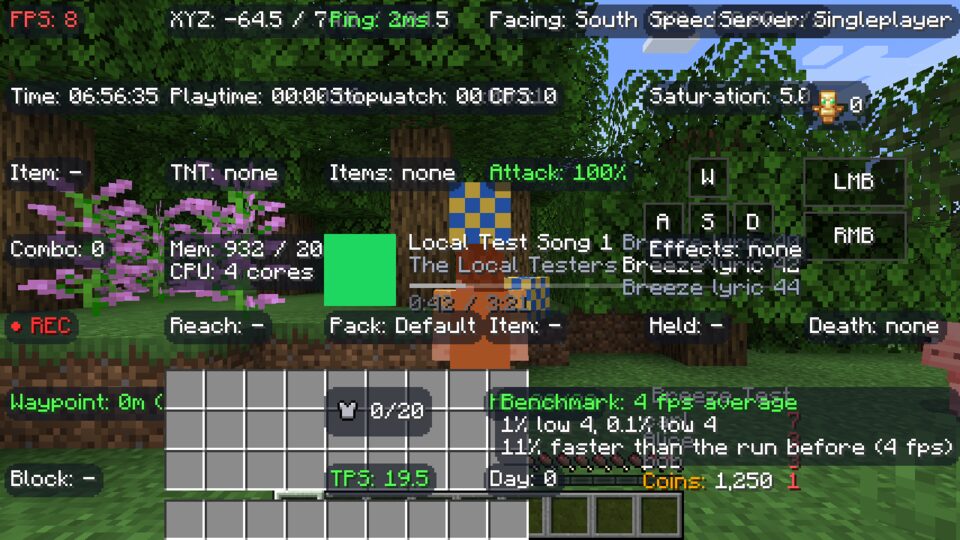 FPS: 8
XYZ: -64.5 / 7
Ring: 2ms
5
Facing: South
Speed
Server: Singleplayer
Time: 06:56:35
Playtime: 00:00
Stopwatch: 00
CPS:
0
Saturation: 5.0
0
Item: -
TNT: none
Items: none
Attack: 100%
W
LMB
A S D
RMB
Combo: 0
Mem: 932 / 20
CPU: 4 cores
Local Test Song 1
The Local Testers
0:42 / 3:21
Effects: none
Breeze lyric 42
Breeze lyric 44
• REC
Reach: -
Pack: Default
Item: -
Held: -
Death: none
Waypoint: 0m (
0/20
Breeze Test
Benchmark: 4 fps average
1% low 4, 0.1% low 4
11% faster than the run before (4 fps)
Block: -
TPS: 19.5
Day: 0
Coins: 1,250
1